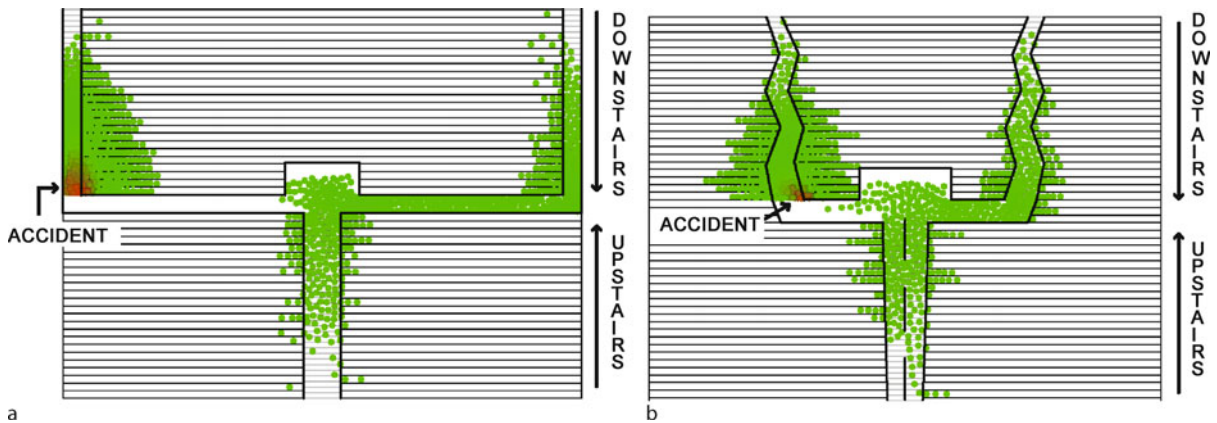 DOWNSTAIRS
ACCIDENT
UPSTAIRS
a
DOWNSTAIRS
ACCIDENT
UPSTAIRS
b